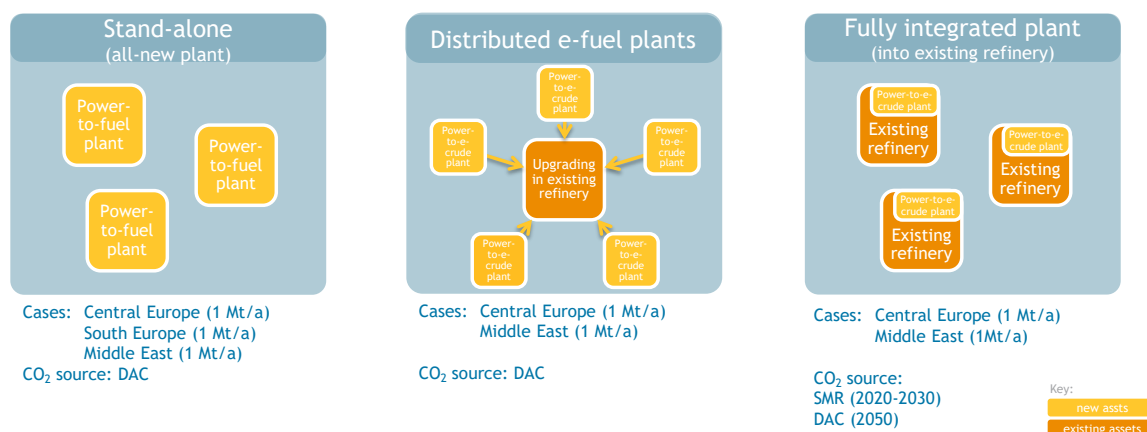 Stand-alone
(all-new plant)
Power-
to-fuel
plant
Power-
to-fuel
plant
Power-
to-fuel
plant
Cases: Central Europe (1 Mt/a)
South Europe (1 Mt/a)
Middle East (1 Mt/a)
CO₂ source: DAC
Distributed e-fuel plants
Power-
to-e-
crude
plant
Power-
to-e-
crude
plant
Power-
to-e-
crude
plant
Upgrading
in existing
refinery
Power-
to-e-
crude
plant
Power-
to-e-
crude
plant
Cases: Central Europe (1 Mt/a)
Middle East (1 Mt/a)
CO₂ source: DAC
Fully integrated plant
(into existing refinery)
Power-to-e-
crude plant
Existing
refinery
Power-to-e-
crude plant
Existing
refinery
Power-to-e-
crude plant
Existing
refinery
Cases: Central Europe (1 Mt/a)
Middle East (1Mt/a)
CO₂ source:
SMR (2020-2030)
DAC (2050)
Key:
new assts
existing assets